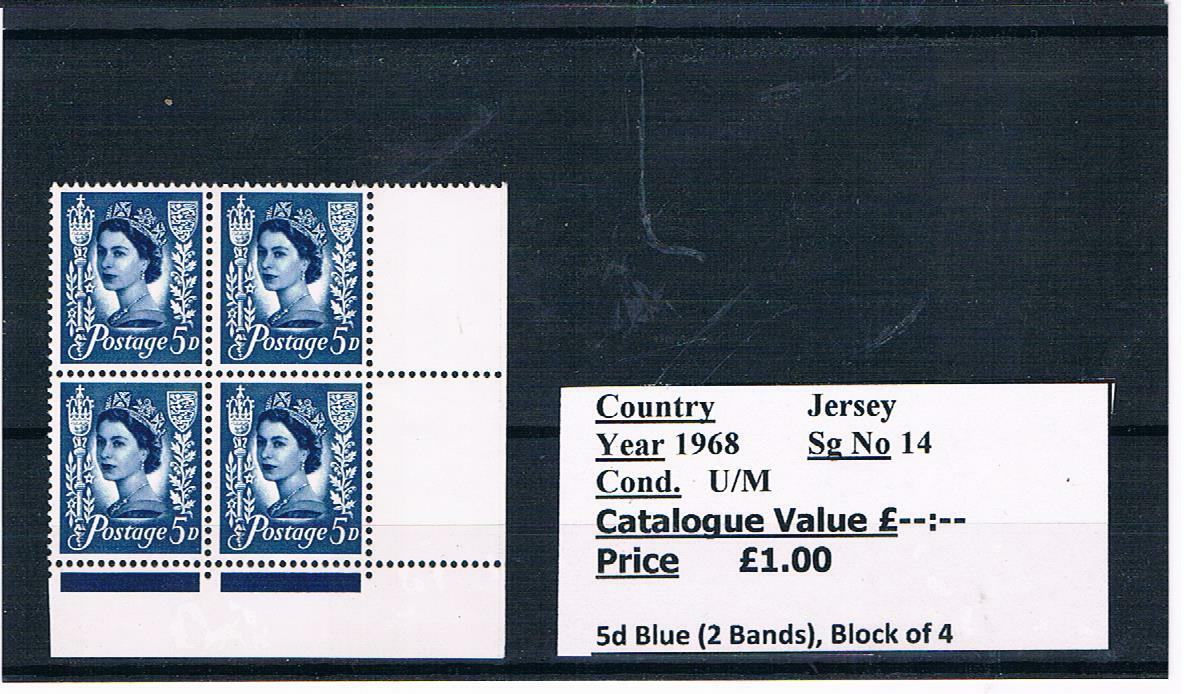 Postage 5D Postage 5D
Postage 5D Postage 5D
Country Jersey
Year 1968 Sg No 14
Cond. U/M
Catalogue Value £--:--
Price £1.00
5d Blue (2 Bands), Block of 4